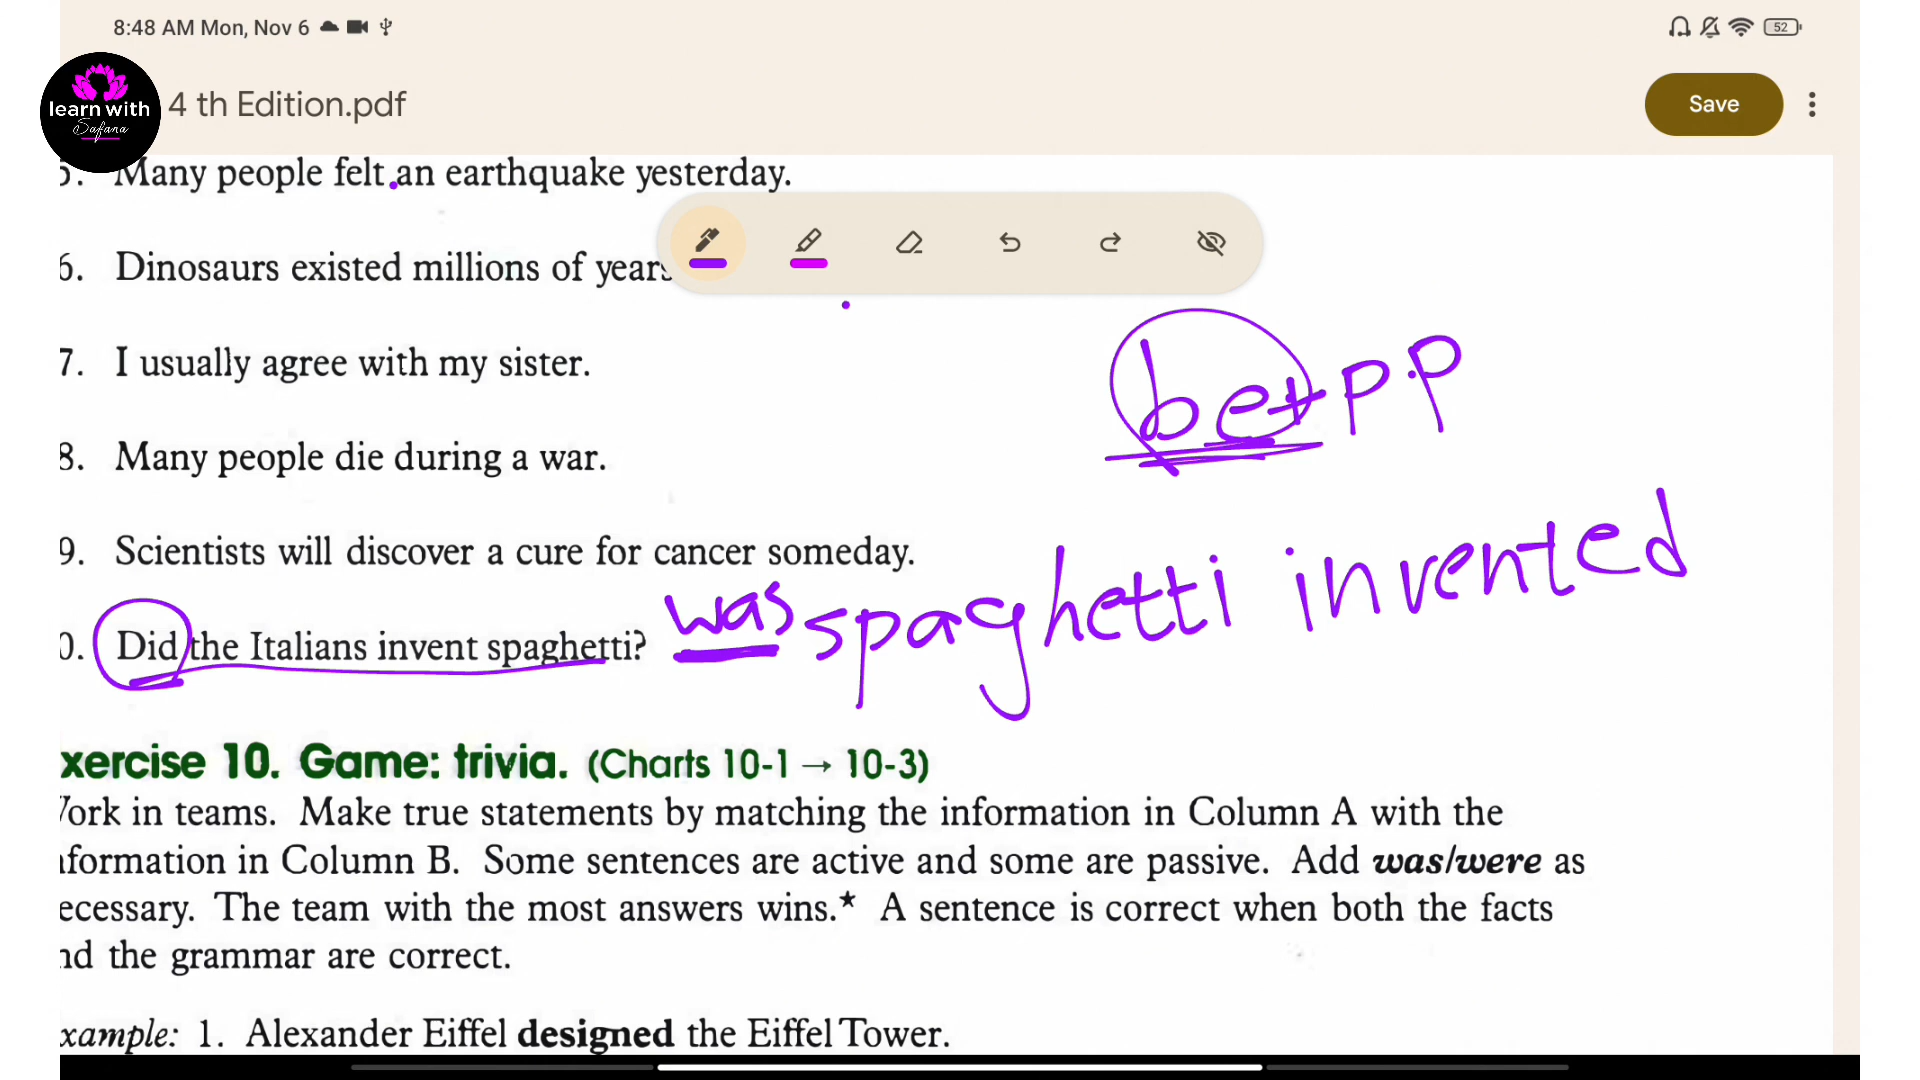 8:48 AM Mon, Nov 6
52
learn with
Safana
4 th Edition.pdf
Save
5. Many people felt an earthquake yesterday.
6. Dinosaurs existed millions of years
7. I usually agree with my sister.
be+p.p
8. Many people die during a war.
9. Scientists will discover a cure for cancer someday.
0. Did the Italians invent spaghetti? was spaghetti invented
xercise 10. Game: trivia. (Charts 10-1 → 10-3)
ork in teams. Make true statements by matching the information in Column A with the
formation in Column B. Some sentences are active and some are passive. Add was/were as
ecessary. The team with the most answers wins.* A sentence is correct when both the facts
nd the grammar are correct.
xample: 1. Alexander Eiffel designed the Eiffel Tower.